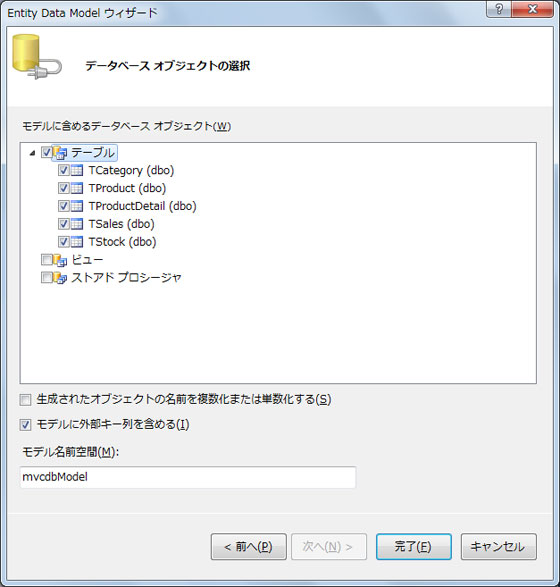 Entity Data Model ウィザード
データベース オブジェクトの選択
モデルに含めるデータベース オブジェクト(W)
テーブル
TCategory (dbo)
TProduct (dbo)
TProductDetail (dbo)
TSales (dbo)
TStock (dbo)
ビュー
ストアド プロシージャ
生成されたオブジェクトの名前を複数化または単数化する(S)
モデルに外部キー列を含める(I)
モデル名前空間(M):
mvcdbModel
< 前へ(P) 次へ(N) > 完了(F) キャンセル